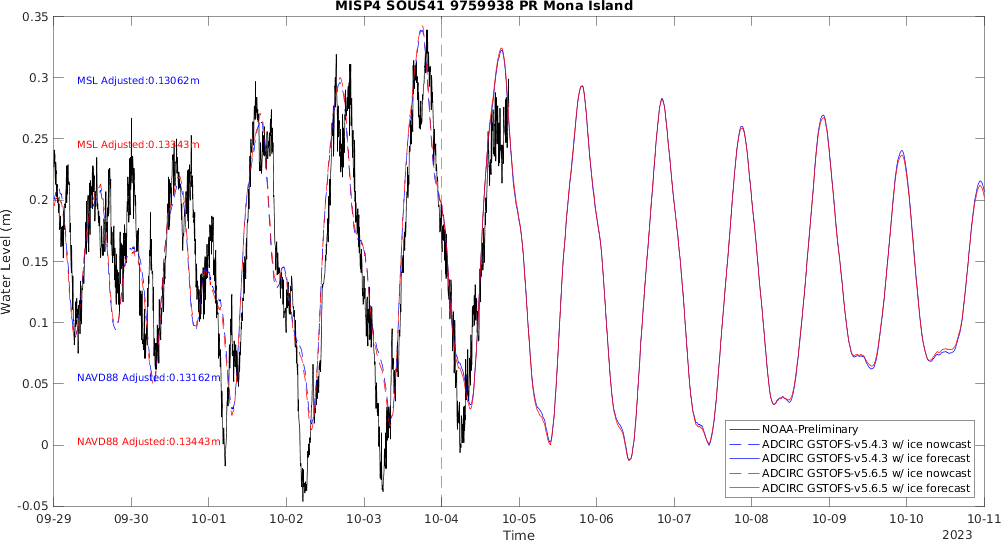 MISP4 SOUS41 9759938 PR Mona Island
Water Level (m)
0.35
0.3
0.25
0.2
0.15
0.1
0.05
0
-0.05
MSL Adjusted:0.13062m
MSL Adjusted:0.13343m
NAVD88 Adjusted:0.13162m
NAVD88 Adjusted:0.13443m
NOAA-Preliminary
ADCIRC GSTOFS-v5.4.3 w/ ice nowcast
ADCIRC GSTOFS-v5.4.3 w/ ice forecast
ADCIRC GSTOFS-v5.6.5 w/ ice nowcast
ADCIRC GSTOFS-v5.6.5 w/ ice forecast
09-29 09-30 10-01 10-02 10-03 10-04 10-05 10-06 10-07 10-08 10-09 10-10 10-11
Time
2023